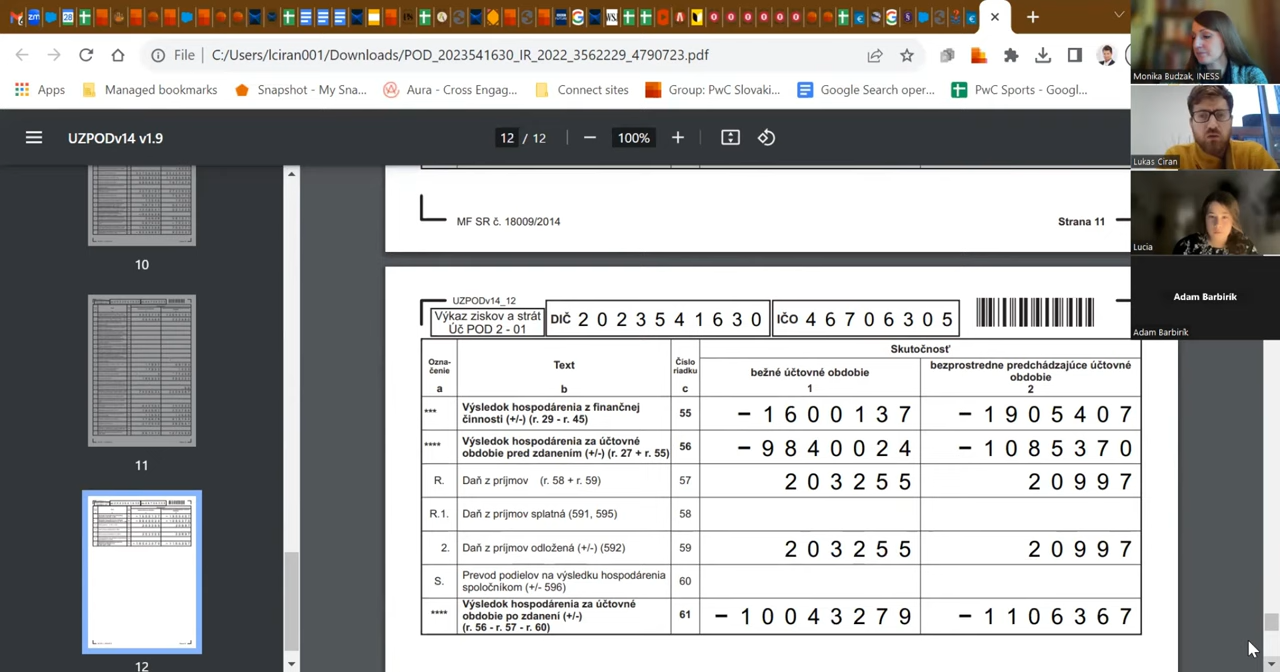 File C:/Users/lciran001/Downloads/POD_2023541630_IR_2022_3562229_4790723.pdf
Apps Managed bookmarks Snapshot - My Sna... Aura - Cross Engag... Connect sites Group: PwC Slovaki... Google Search oper... PwC Sports - Googl...
UZPODv14 v1.9
12 / 12
100%
10
11
12
MF SR č. 18009/2014
Strana 11
UZPODv14_12
Výkaz ziskov a strát
Úč POD 2 - 01
DIČ 2 0 2 3 5 4 1 6 3 0
IČO 4 6 7 0 6 3 0 5
Ozna-
čenie
a
Text
b
Číslo
riadku
c
Skutočnosť
bežné účtovné obdobie
1
bezprostredne predchádzajúce účtovné
obdobie
2
*** Výsledok hospodárenia z finančnej
činnosti (+/-) (r. 29 - r. 45)
55 - 1 6 0 0 1 3 7 - 1 9 0 5 4 0 7
**** Výsledok hospodárenia za účtovné
obdobie pred zdanením (+/-) (r. 27 + r. 55)
56 - 9 8 4 0 0 2 4 - 1 0 8 5 3 7 0
R. Daň z príjmov (r. 58 + r. 59) 57 2 0 3 2 5 5 2 0 9 9 7
R.1. Daň z príjmov splatná (591, 595) 58
2. Daň z príjmov odložená (+/-) (592) 59 2 0 3 2 5 5 2 0 9 9 7
S. Prevod podielov na výsledku hospodárenia
spoločníkom (+/- 596)
60
**** Výsledok hospodárenia za účtovné
obdobie po zdanení (+/-)
(r. 56 - r. 57 - r. 60)
61 - 1 0 0 4 3 2 7 9 - 1 1 0 6 3 6 7
Monika Budzak, INESS
Lukas Ciran
Lucia
Adam Barbirík
Adam Barbirík